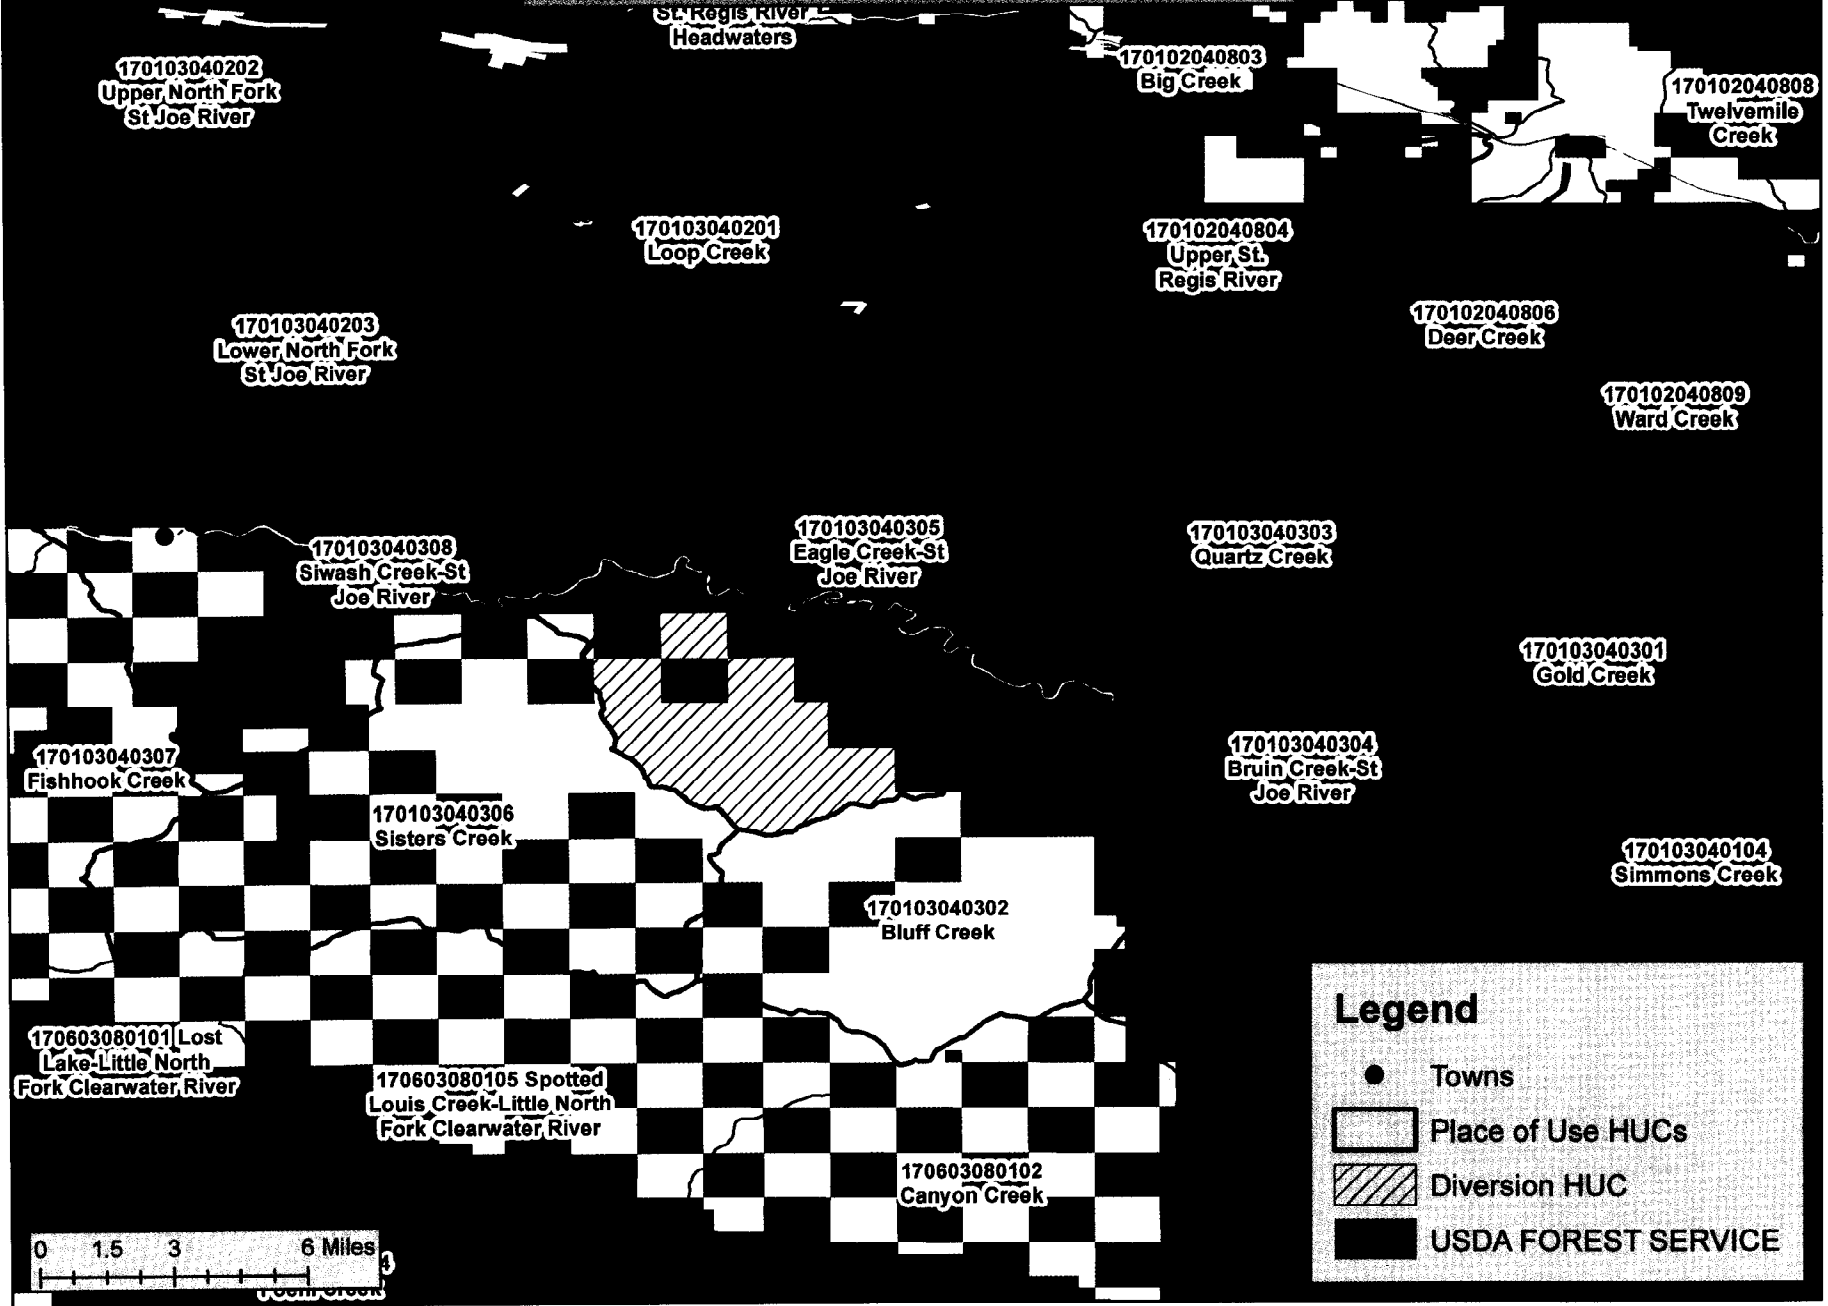 St. Regis River
Headwaters
170103040202
Upper North Fork
St Joe River
170102040803
Big Creek
170102040808
Twelvemile
Creek
170103040201
Loop Creek
170102040804
Upper St.
Regis River
170103040203
Lower North Fork
St Joe River
170102040806
Deer Creek
170102040809
Ward Creek
170103040308
Siwash Creek-St
Joe River
170103040305
Eagle Creek-St
Joe River
170103040303
Quartz Creek
170103040301
Gold Creek
170103040307
Fishhook Creek
170103040306
Sisters Creek
170103040304
Bruin Creek-St
Joe River
170103040104
Simmons Creek
170103040302
Bluff Creek
170603080101 Lost
Lake-Little North
Fork Clearwater River
170603080105 Spotted
Louis Creek-Little North
Fork Clearwater River
170603080102
Canyon Creek
Legend
Towns
Place of Use HUCs
Diversion HUC
USDA FOREST SERVICE
0 1.5 3 6 Miles